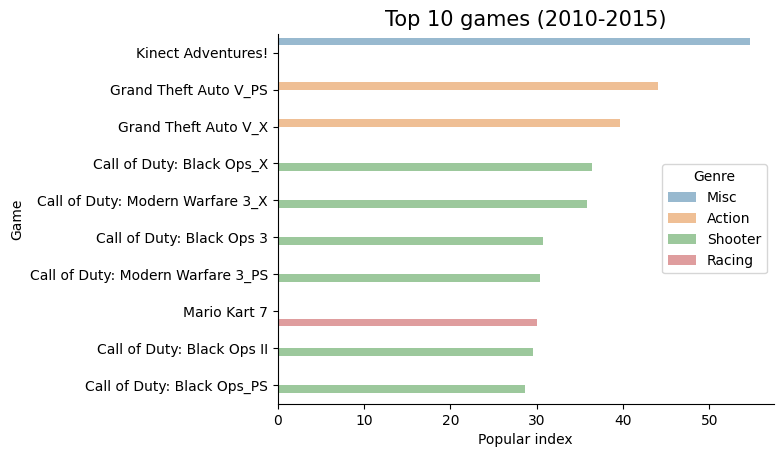 Top 10 games (2010-2015)
Kinect Adventures!
Grand Theft Auto V_PS
Grand Theft Auto V_X
Call of Duty: Black Ops_X
Call of Duty: Modern Warfare 3_X
Call of Duty: Black Ops 3
Call of Duty: Modern Warfare 3_PS
Mario Kart 7
Call of Duty: Black Ops II
Call of Duty: Black Ops_PS
Game
Genre
Misc
Action
Shooter
Racing
0 10 20 30 40 50
Popular index